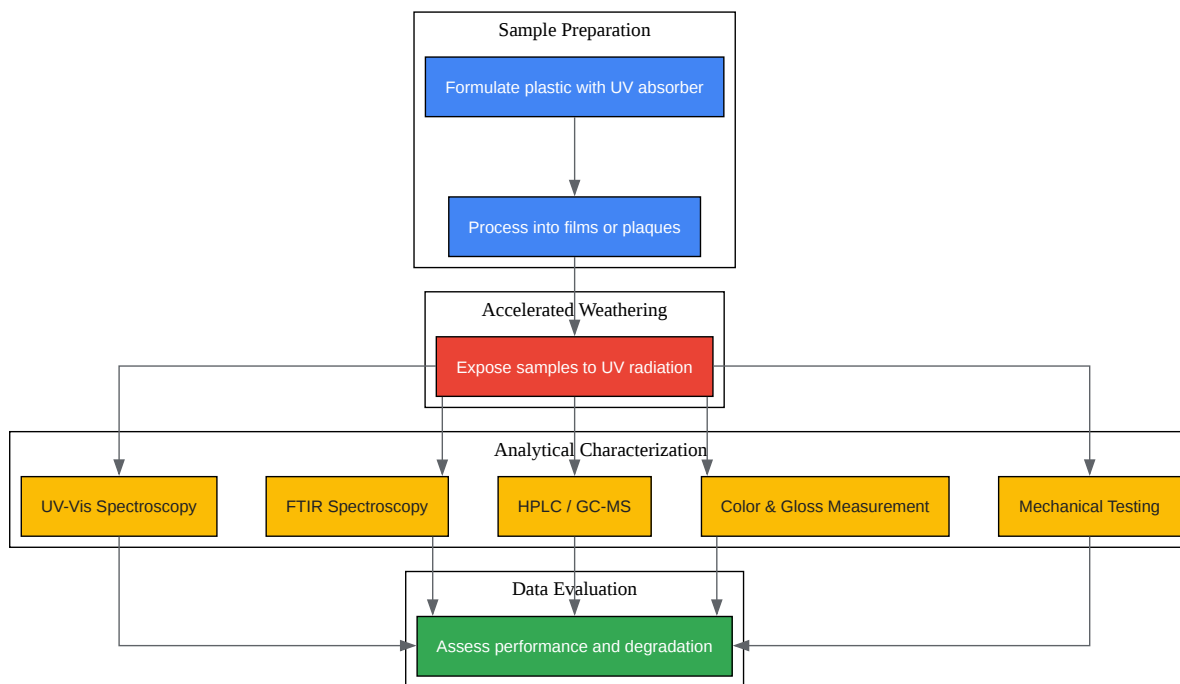 Sample Preparation
Formulate plastic with UV absorber
Process into films or plaques
Accelerated Weathering
Expose samples to UV radiation
Analytical Characterization
UV-Vis Spectroscopy
FTIR Spectroscopy
HPLC / GC-MS
Color & Gloss Measurement
Mechanical Testing
Data Evaluation
Assess performance and degradation